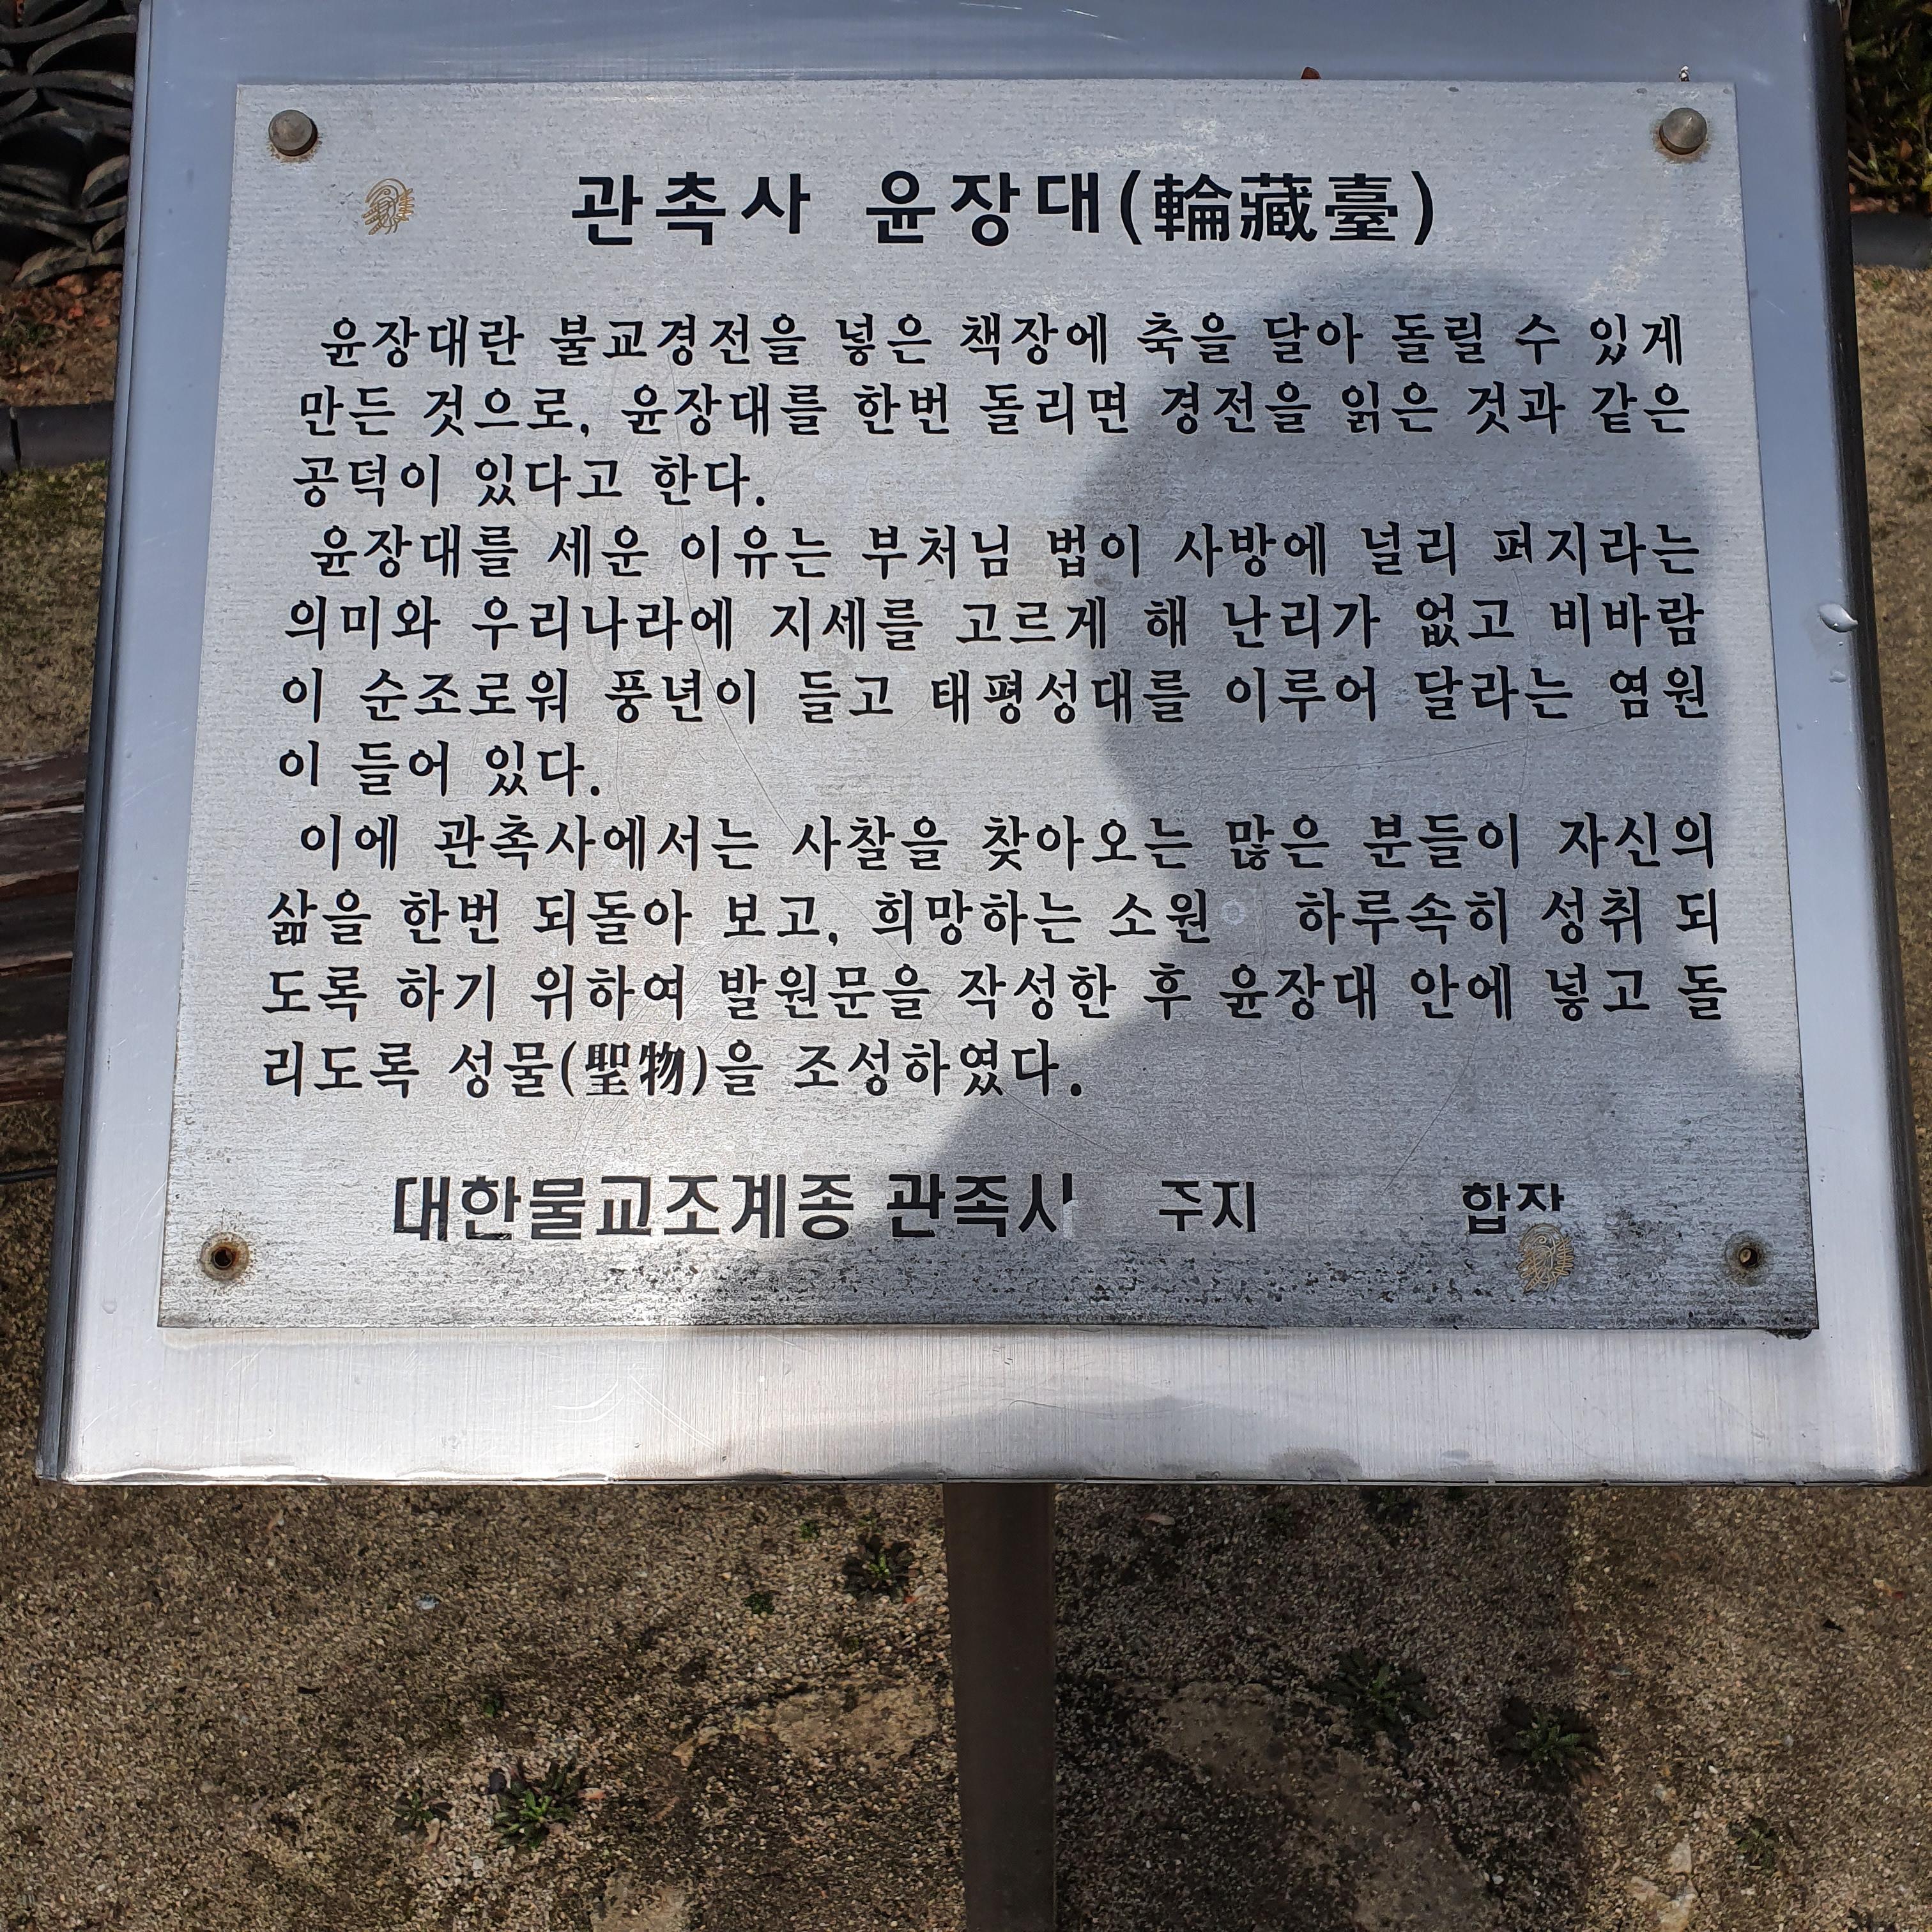 관촉사 윤장대(輪藏臺)
윤장대란 불교경전을 넣은 책장에 축을 달아 돌릴 수 있게
만든 것으로, 윤장대를 한번 돌리면 경전을 읽은 것과 같은
공덕이 있다고 한다.
윤장대를 세운 이유는 부처님 법이 사방에 널리 퍼지라는
의미와 우리나라에 지세를 고르게 해 난리가 없고 비바람
이 순조로워 풍년이 들고 태평성대를 이루어 달라는 염원
이 들어 있다.
이에 관촉사에서는 사찰을 찾아오는 많은 분들이 자신의
삶을 한번 되돌아 보고, 희망하는 소원 하루속히 성취 되
도록 하기 위하여 발원문을 작성한 후 윤장대 안에 넣고 돌
리도록 성물(聖物)을 조성하였다.
대한불교조계종 관촉사 주지 합장